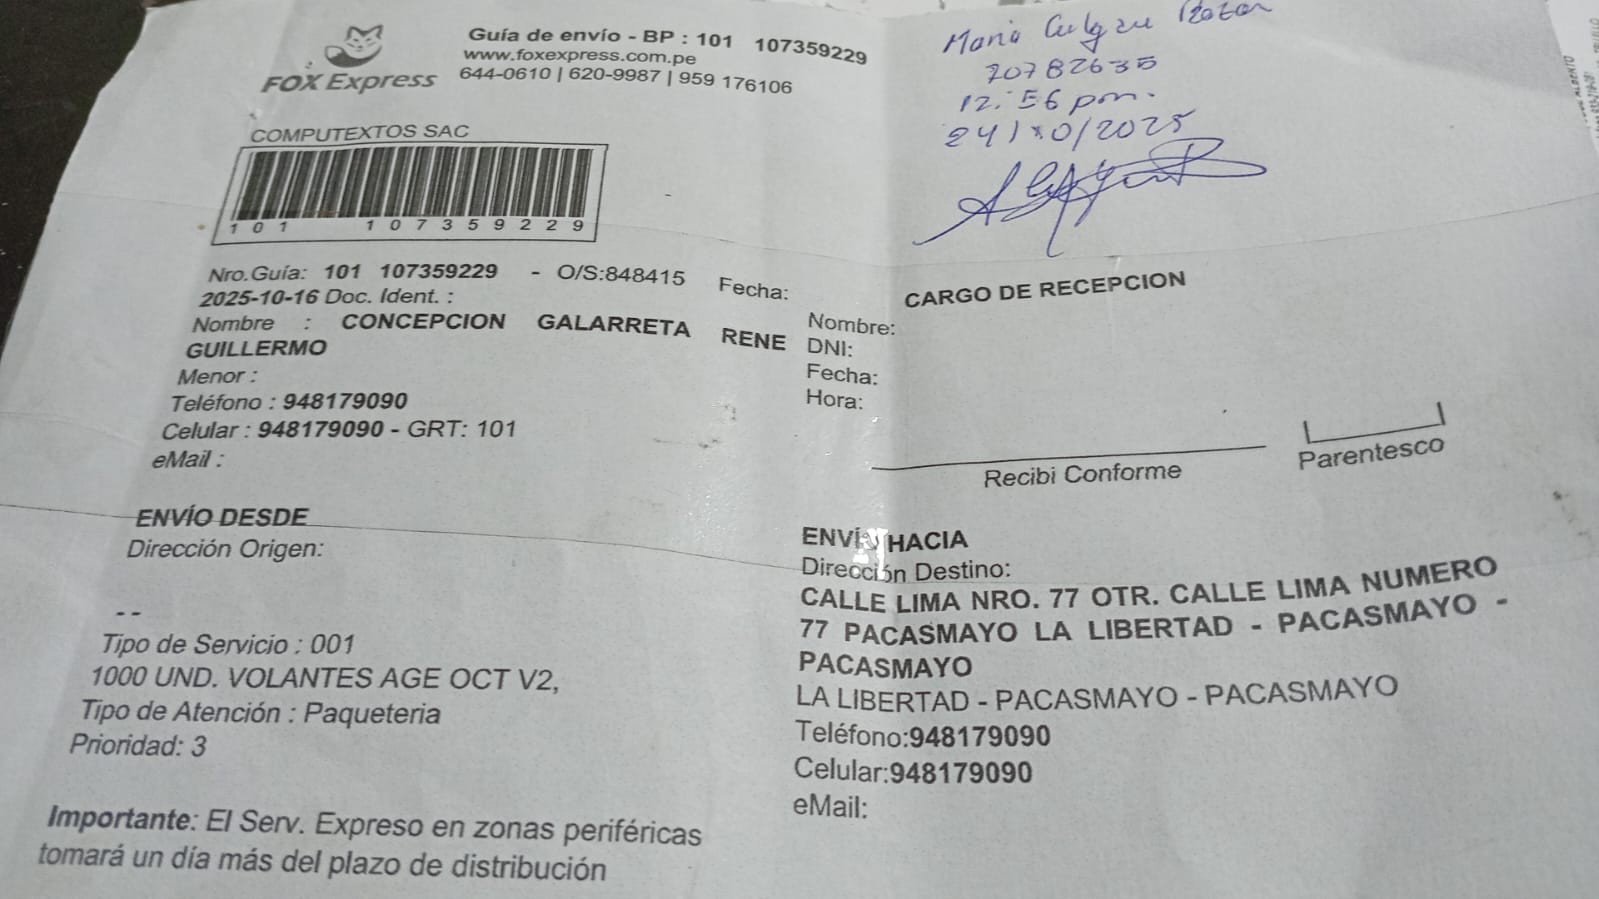 FOX Express
Guía de envío - BP : 101 107359229
www.foxexpress.com.pe
644-0610 | 620-9987 | 959 176106
12:56 pm.
COMPUTEXTOS SAC
101 107359229
Nro.Guía: 101 107359229 - O/S:848415 Fecha:
2025-10-16 Doc. Ident. :
Nombre : CONCEPCION GALARRETA RENE
GUILLERMO
Menor :
Teléfono : 948179090
Celular : 948179090 - GRT: 101
eMail :
CARGO DE RECEPCION
Nombre:
DNI:
Fecha:
Hora:
Recibi Conforme
Parentesco
ENVÍO DESDE
Dirección Origen:
--
Tipo de Servicio : 001
1000 UND. VOLANTES AGE OCT V2,
Tipo de Atención : Paqueteria
Prioridad: 3
Importante: El Serv. Expreso en zonas periféricas
tomará un día más del plazo de distribución
ENVÍO HACIA
Dirección Destino:
CALLE LIMA NRO. 77 OTR. CALLE LIMA NUMERO
77 PACASMAYO LA LIBERTAD - PACASMAYO -
PACASMAYO
LA LIBERTAD - PACASMAYO - PACASMAYO
Teléfono:948179090
Celular:948179090
eMail: